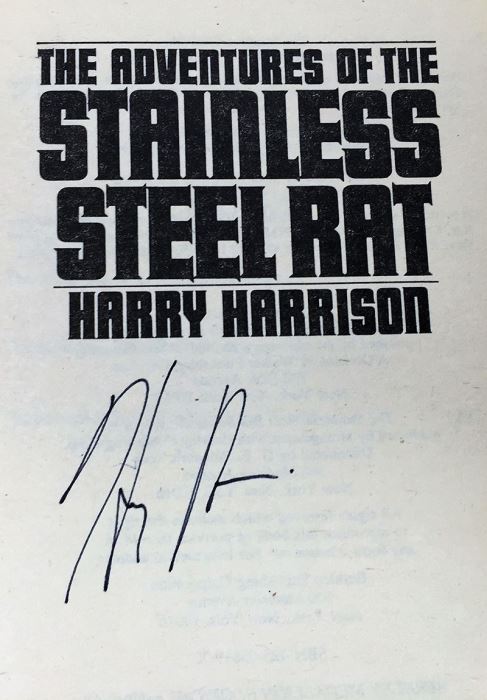 THE ADVENTURES OF THE
STAINLESS
STEEL RAT
HARRY HARRISON